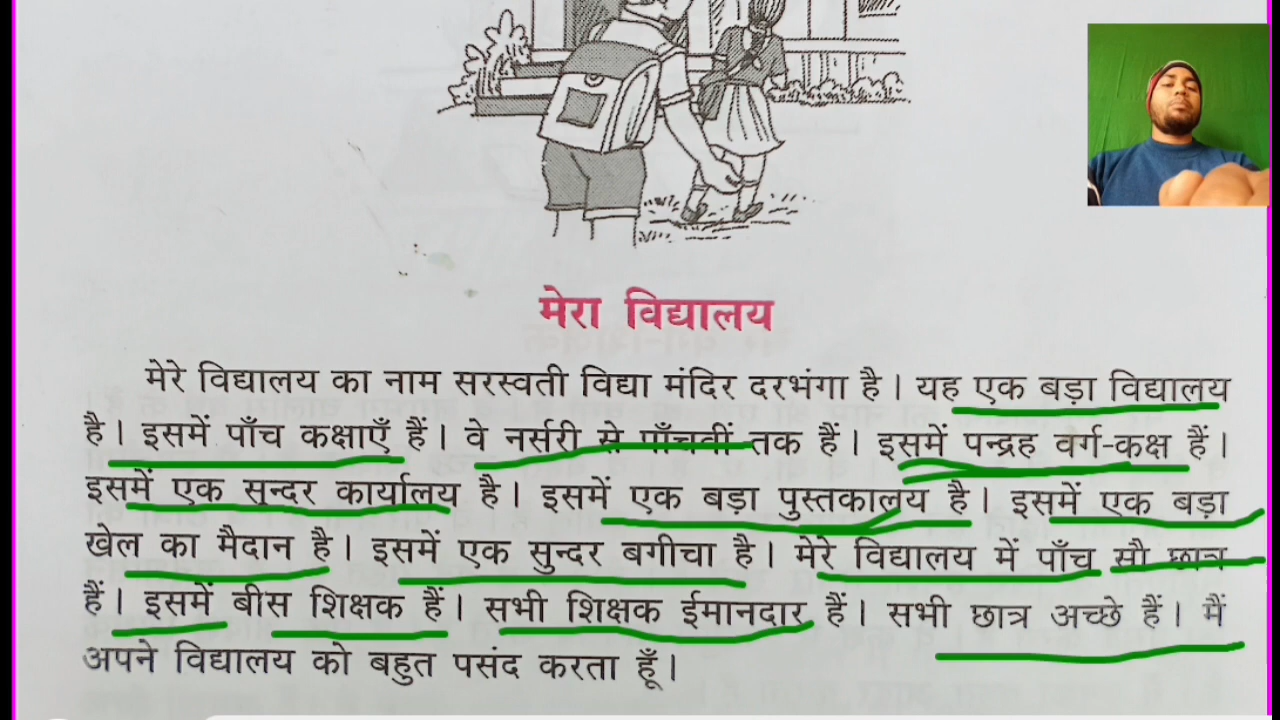 मेरा विद्यालय
मेरे विद्यालय का नाम सरस्वती विद्या मंदिर दरभंगा है। यह एक बड़ा विद्यालय
है। इसमें पाँच कक्षाएँ हैं। वे नर्सरी से पाँचवीं तक हैं। इसमें पन्द्रह वर्ग-कक्ष हैं।
इसमें एक सुन्दर कार्यालय है। इसमें एक बड़ा पुस्तकालय है। इसमें एक बड़ा
खेल का मैदान है। इसमें एक सुन्दर बगीचा है। मेरे विद्यालय में पाँच सौ छात्र
हैं। इसमें बीस शिक्षक हैं। सभी शिक्षक ईमानदार हैं। सभी छात्र अच्छे हैं। मैं
अपने विद्यालय को बहुत पसंद करता हूँ।